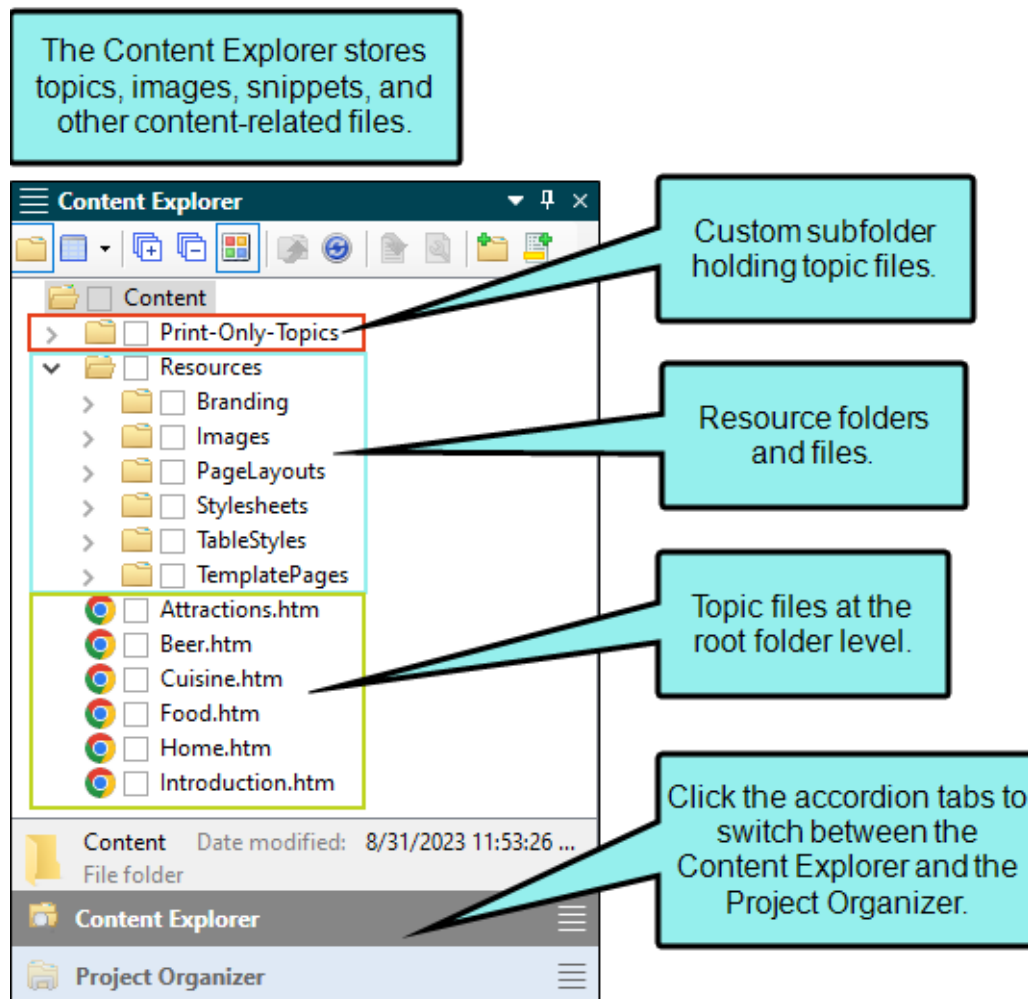 The Content Explorer stores
topics, images, snippets, and
other content-related files.
Content Explorer
Custom subfolder
holding topic files.
Content
Print-Only-Topics
Resources
Branding
Images
PageLayouts
Stylesheets
TableStyles
TemplatePages
Resource folders
and files.
Attractions.htm
Beer.htm
Cuisine.htm
Food.htm
Home.htm
Introduction.htm
Topic files at the
root folder level.
Content Date modified: 8/31/2023 11:53:26 ...
File folder
Content Explorer
Project Organizer
Click the accordion tabs to
switch between the
Content Explorer and the
Project Organizer.